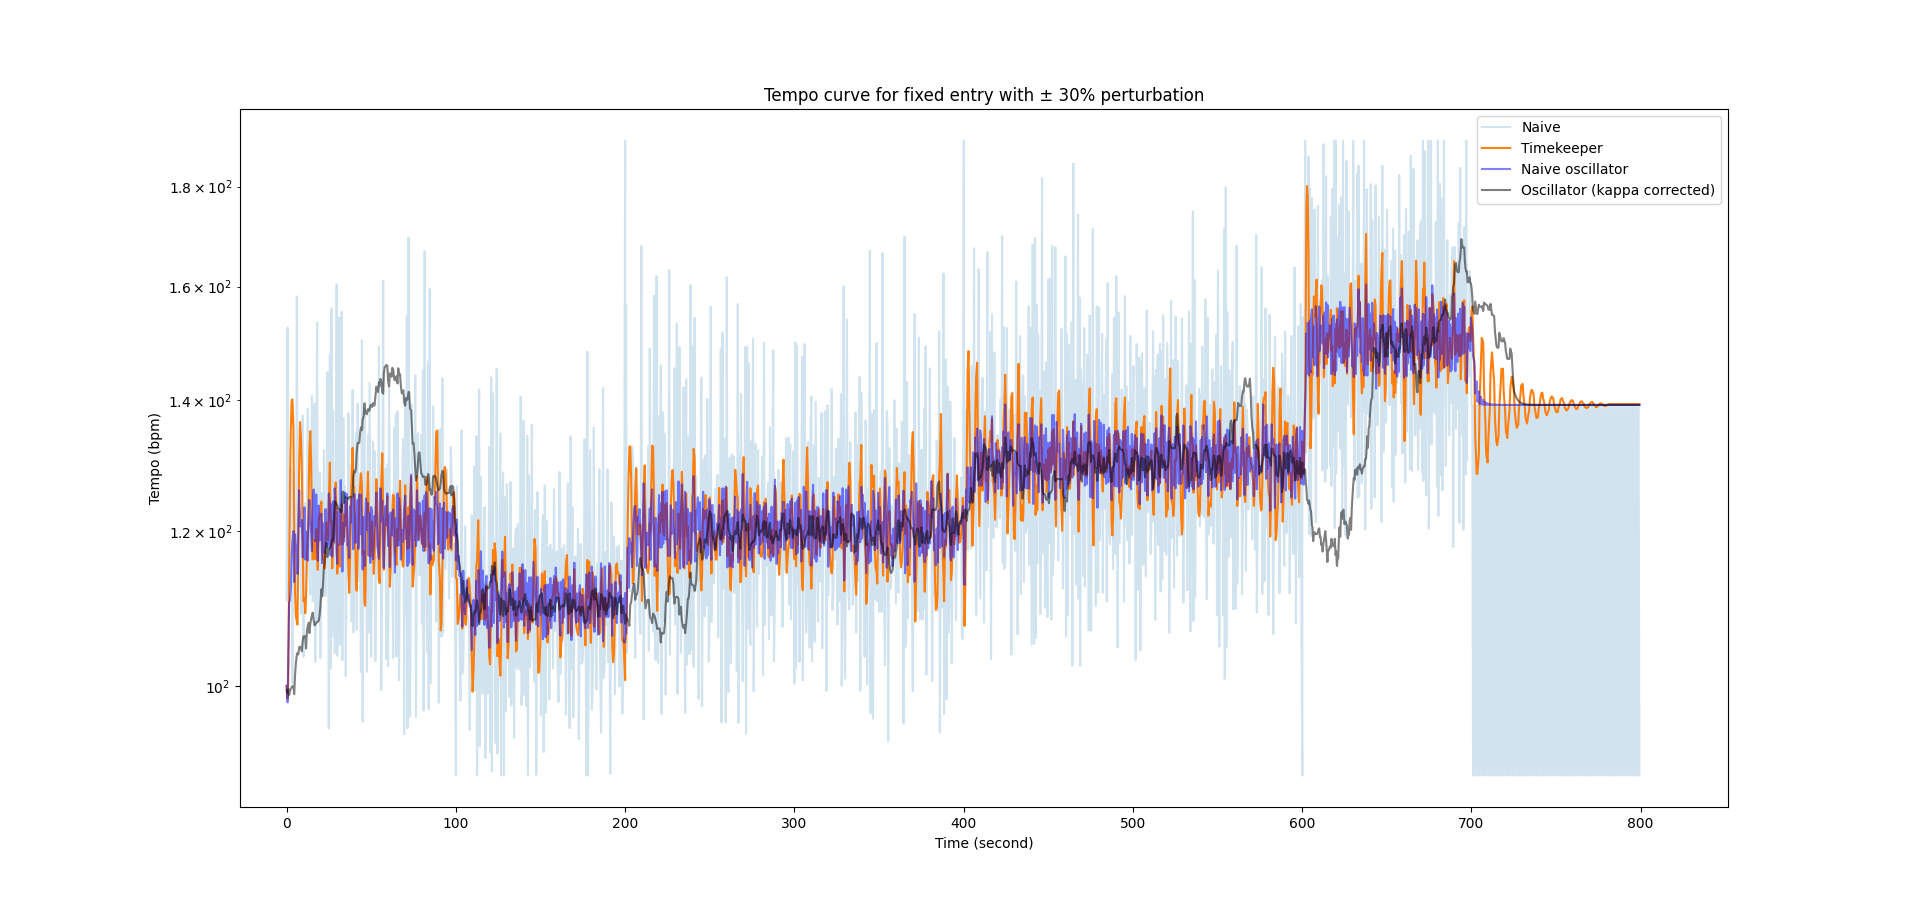 Tempo curve for fixed entry with ± 30% perturbation
Naive
Timekeeper
Naive oscillator
Oscillator (kappa corrected)
1.8 × 10²
1.6 × 10²
1.4 × 10²
1.2 × 10²
10²
Tempo (bpm)
0 100 200 300 400 500 600 700 800
Time (second)